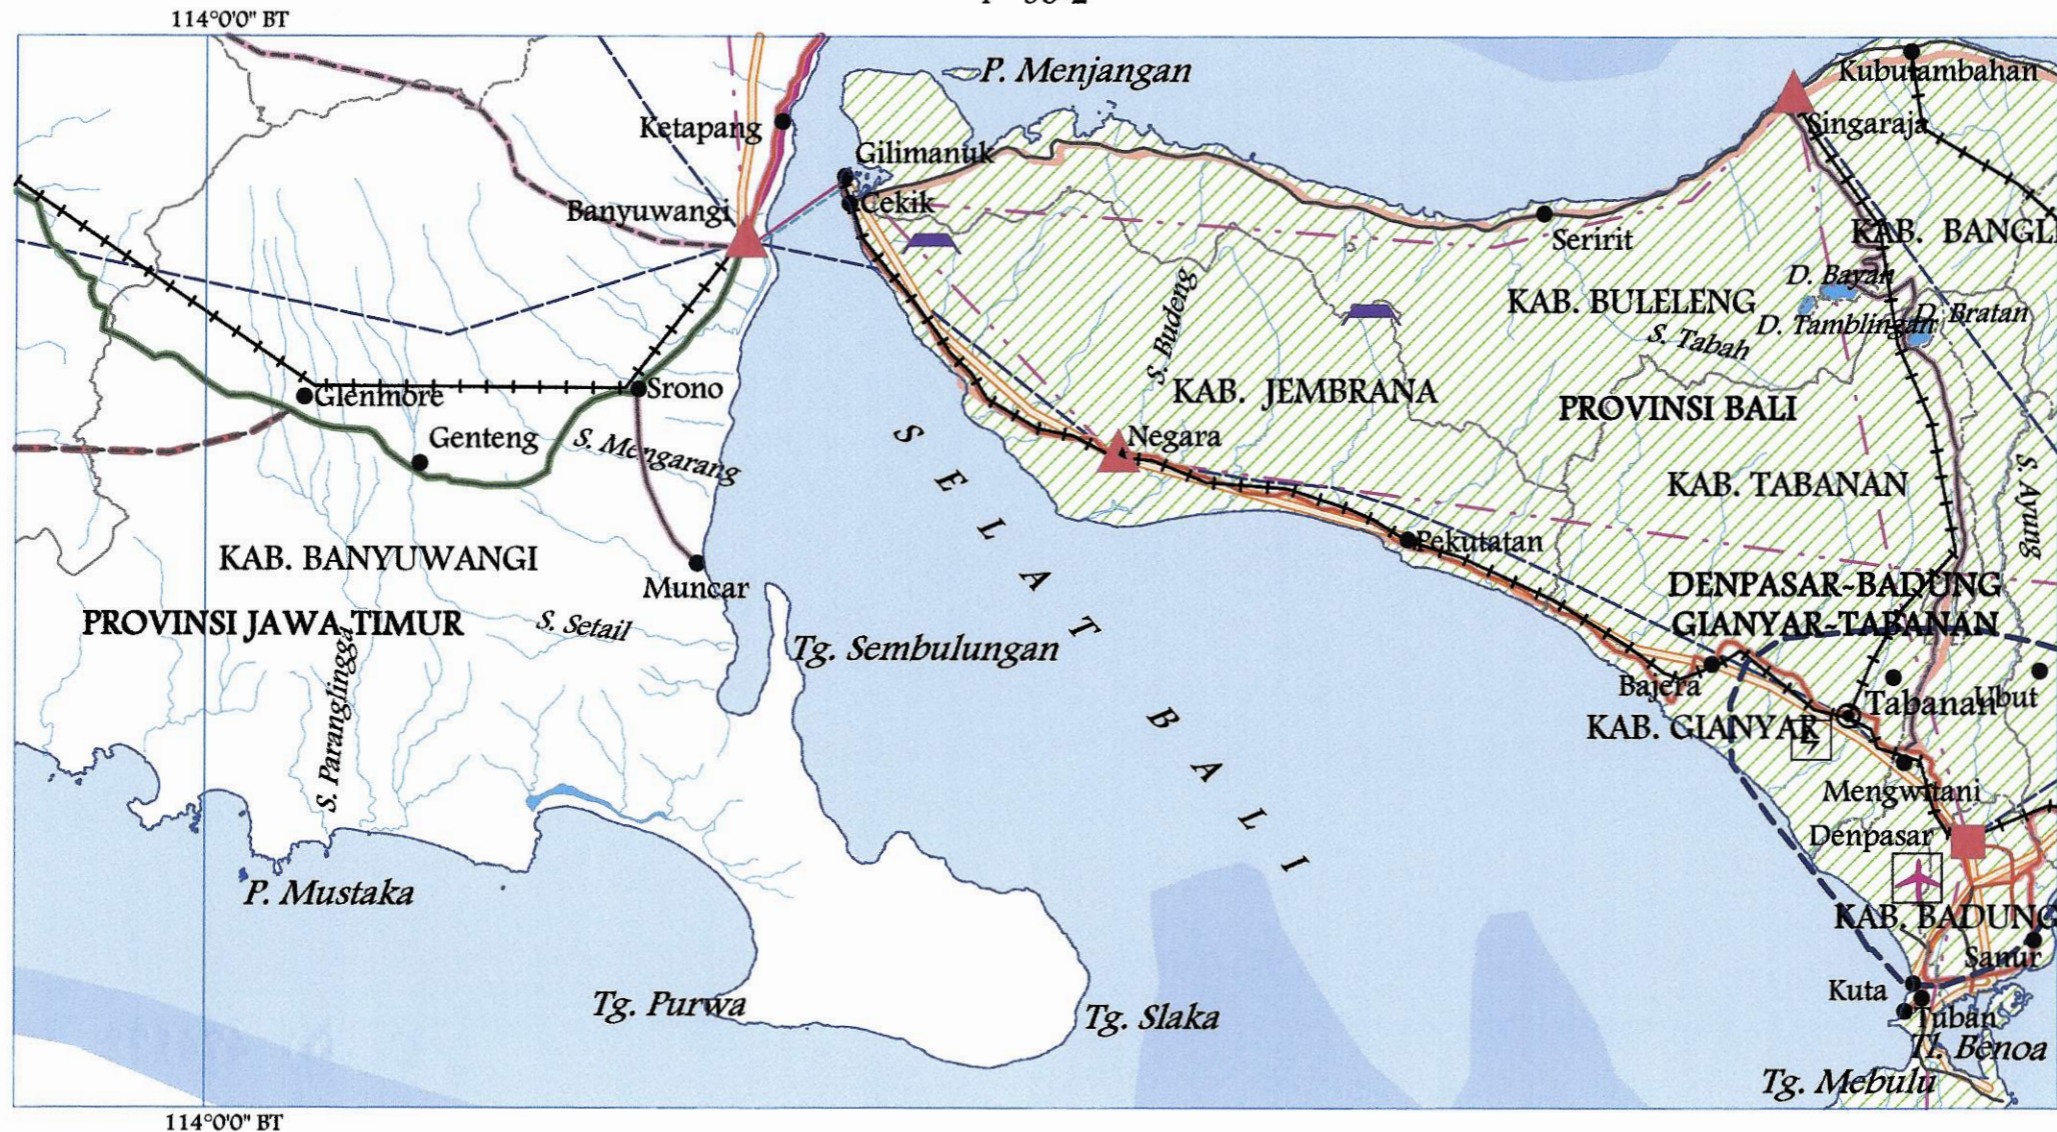 114°0'0" BT
P. Menjangan
Kubutambahan
Ketapang
Singaraja
Gilimanuk
Banyuwangi
Cekik
Seririt
KAB. BANGLI
D. Bayan
KAB. BULELENG
D. Tamblingan
D. Bratan
S. Budeng
S. Tabah
Glenmore
Srono
KAB. JEMBRANA
PROVINSI BALI
Genteng
S. Mengarang
Negara
SELAT BALI
KAB. TABANAN
S. Ayung
KAB. BANYUWANGI
Pekutatan
Muncar
DENPASAR-BADUNG
GIANYAR-TABANAN
PROVINSI JAWA TIMUR
S. Setail
Tg. Sembulungan
S. Paranglingga
Bajera
Tabanan
Ubut
KAB. GIANYAR
Mengwitani
Denpasar
P. Mustaka
KAB. BADUNG
Sanur
Tg. Purwa
Tg. Slaka
Kuta
Tuban
Tl. Benoa
Tg. Mebulu
114°0'0" BT